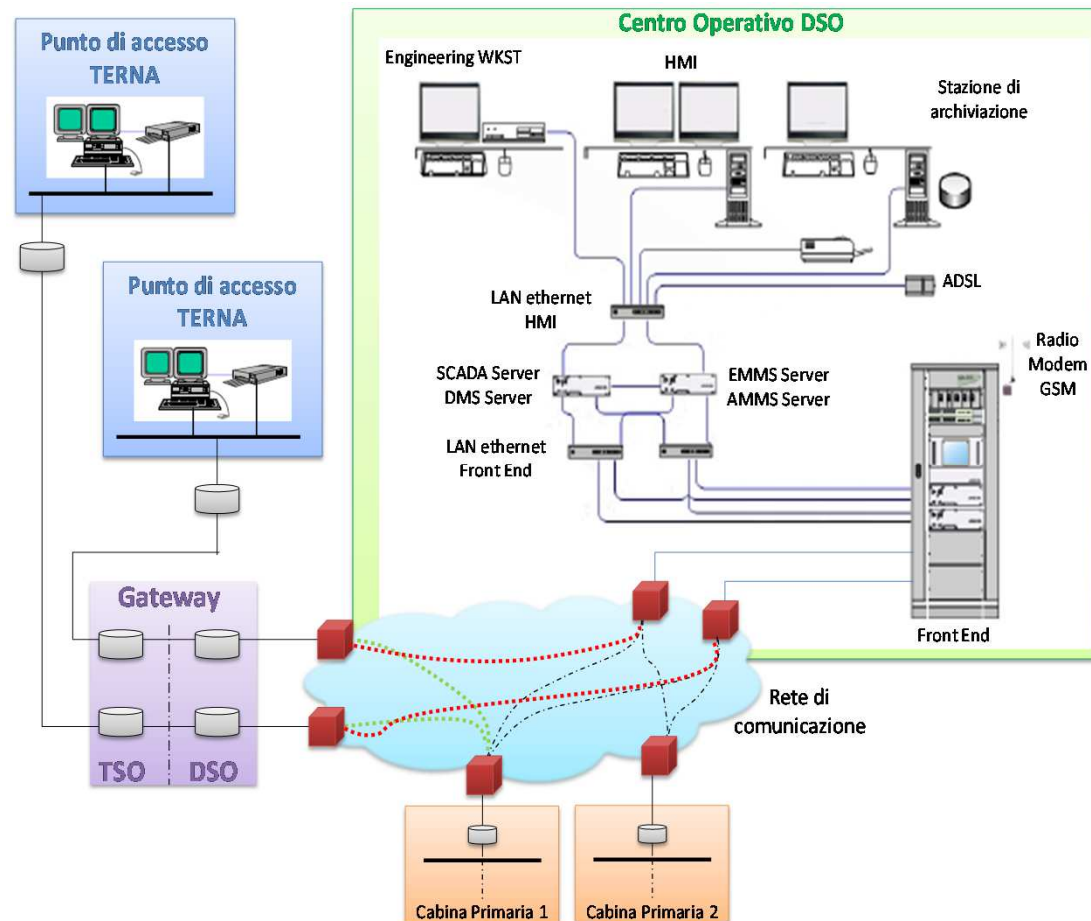 Centro Operativo DSO
Punto di accesso
TERNA
Engineering WKST
HMI
Stazione di
archiviazione
Punto di accesso
TERNA
LAN ethernet
HMI
ADSL
SCADA Server
DMS Server
EMMS Server
AMMS Server
Radio
Modem
GSM
LAN ethernet
Front End
Gateway
Front End
TSO
DSO
Rete di
comunicazione
Cabina Primaria 1
Cabina Primaria 2